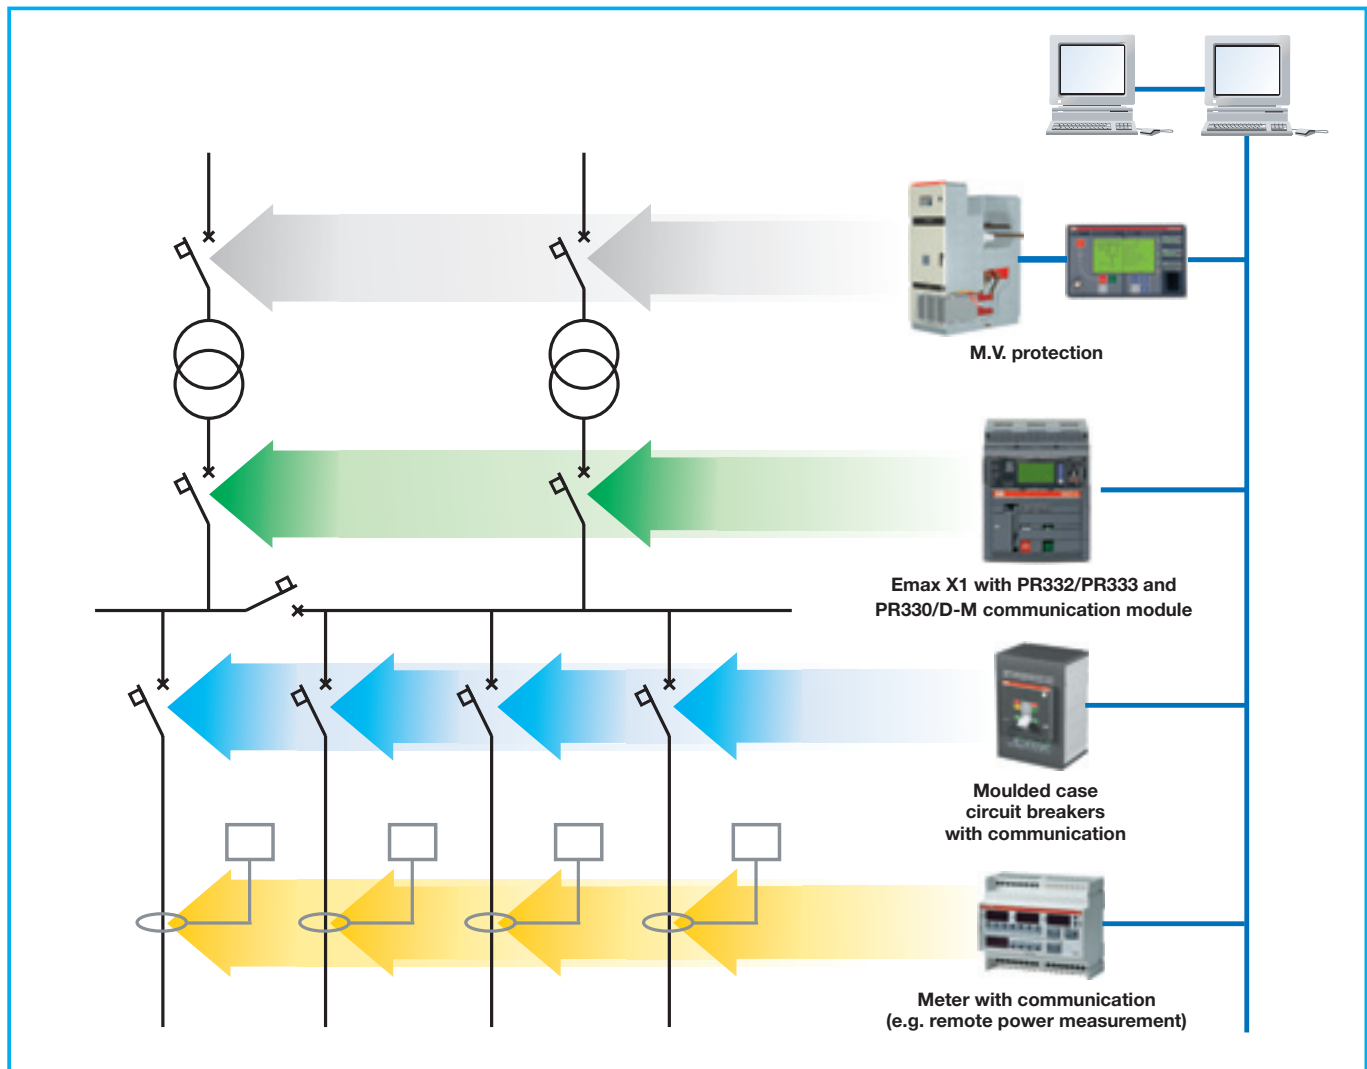 M.V. protection
Emax X1 with PR332/PR333 and
PR330/D-M communication module
Moulded case
circuit breakers
with communication
Meter with communication
(e.g. remote power measurement)